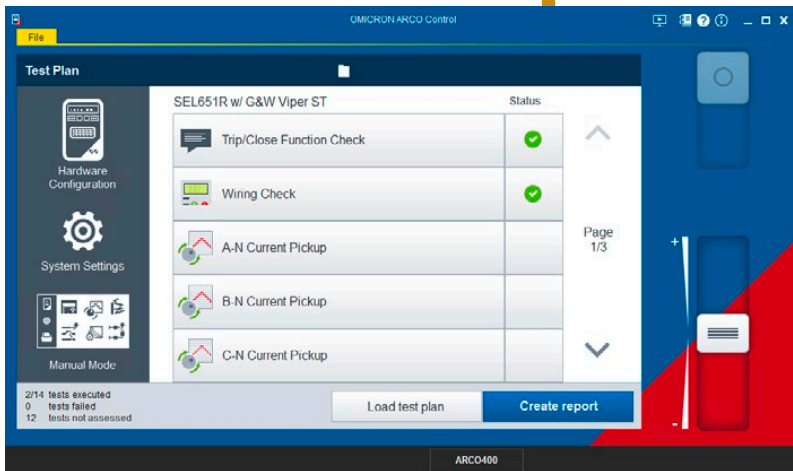 OMICRON ARCO Control
File
Test Plan
SEL651R w/ G&W Viper ST
Status
Trip/Close Function Check
Wiring Check
A-N Current Pickup
B-N Current Pickup
C-N Current Pickup
Hardware
Configuration
System Settings
Manual Mode
Page
1/3
+
-
2/14 tests executed
0 tests failed
12 tests not assessed
Load test plan
Create report
ARCO400